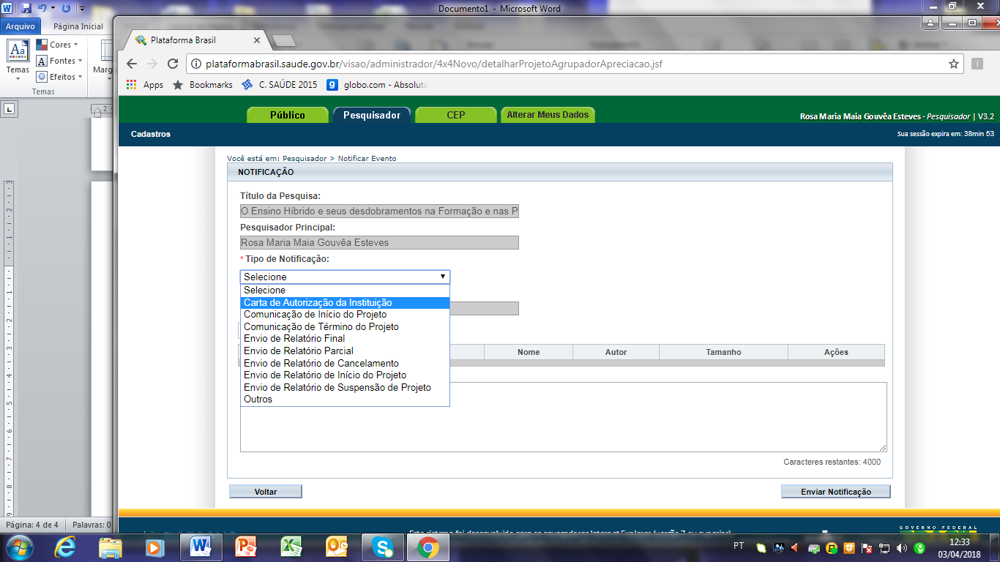 Documento1 - Microsoft Word
Arquivo
Página Inicial
Cores
Fontes
Efeitos
Temas
Marg
Temas
Plataforma Brasil
plataformabrasil.saude.gov.br/visao/administrador/4x4Novo/detalharProjetoAgrupadorApreciacao.jsf
Apps
Bookmarks
C. SAÚDE 2015
globo.com - Absolut
Público
Pesquisador
CEP
Alterar Meus Dados
Rosa Maria Maia Gouvêa Esteves - Pesquisador | V3.2
Cadastros
Sua sessão expira em: 38min 53
Você está em: Pesquisador > Notificar Evento
NOTIFICAÇÃO
Título da Pesquisa:
O Ensino Híbrido e seus desdobramentos na Formação e nas P
Pesquisador Principal:
Rosa Maria Maia Gouvêa Esteves
* Tipo de Notificação:
Selecione
Selecione
Carta de Autorização da Instituição
Comunicação de Início do Projeto
Comunicação de Término do Projeto
Envio de Relatório Final
Envio de Relatório Parcial
Envio de Relatório de Cancelamento
Envio de Relatório de Início do Projeto
Envio de Relatório de Suspensão de Projeto
Outros
Nome
Autor
Tamanho
Ações
Caracteres restantes: 4000
Voltar
Enviar Notificação
GOVERNO FEDERAL
Página: 4 de 4
Palavras: 0
PT
12:33
03/04/2018